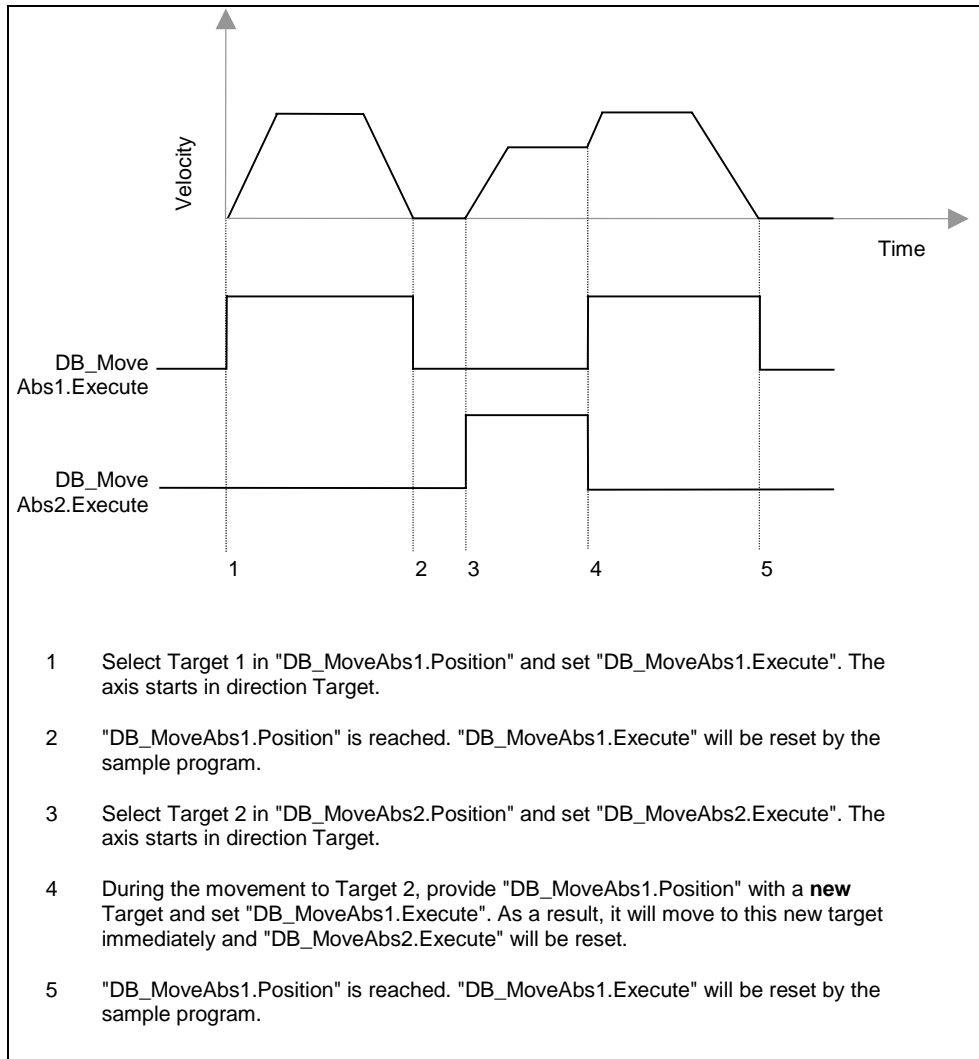 Velocity
Time
DB_Move
Abs1.Execute
DB_Move
Abs2.Execute
1 2 3 4 5
1 Select Target 1 in "DB_MoveAbs1.Position" and set "DB_MoveAbs1.Execute". The
axis starts in direction Target.
2 "DB_MoveAbs1.Position" is reached. "DB_MoveAbs1.Execute" will be reset by the
sample program.
3 Select Target 2 in "DB_MoveAbs2.Position" and set "DB_MoveAbs2.Execute". The
axis starts in direction Target.
4 During the movement to Target 2, provide "DB_MoveAbs1.Position" with a new
Target and set "DB_MoveAbs1.Execute". As a result, it will move to this new target
immediately and "DB_MoveAbs2.Execute" will be reset.
5 "DB_MoveAbs1.Position" is reached. "DB_MoveAbs1.Execute" will be reset by the
sample program.